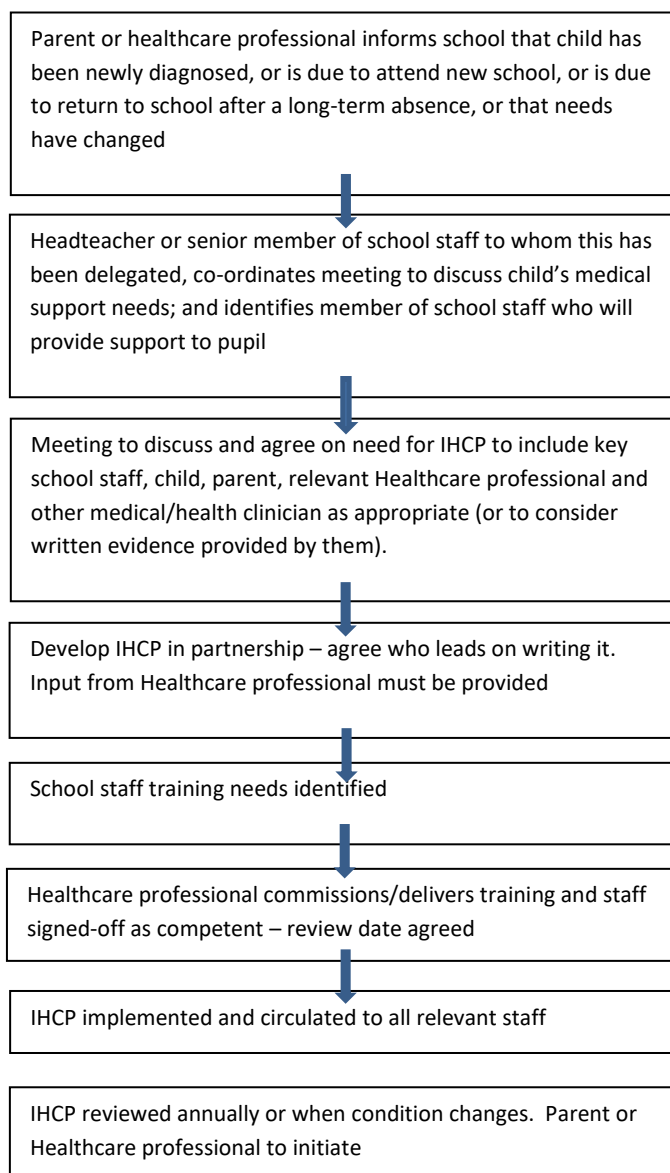 Parent or healthcare professional informs school that child has
been newly diagnosed, or is due to attend new school, or is due
to return to school after a long-term absence, or that needs
have changed
Headteacher or senior member of school staff to whom this has
been delegated, co-ordinates meeting to discuss child’s medical
support needs; and identifies member of school staff who will
provide support to pupil
Meeting to discuss and agree on need for IHCP to include key
school staff, child, parent, relevant Healthcare professional and
other medical/health clinician as appropriate (or to consider
written evidence provided by them).
Develop IHCP in partnership – agree who leads on writing it.
Input from Healthcare professional must be provided
School staff training needs identified
Healthcare professional commissions/delivers training and staff
signed-off as competent – review date agreed
IHCP implemented and circulated to all relevant staff
IHCP reviewed annually or when condition changes.  Parent or
Healthcare professional to initiate